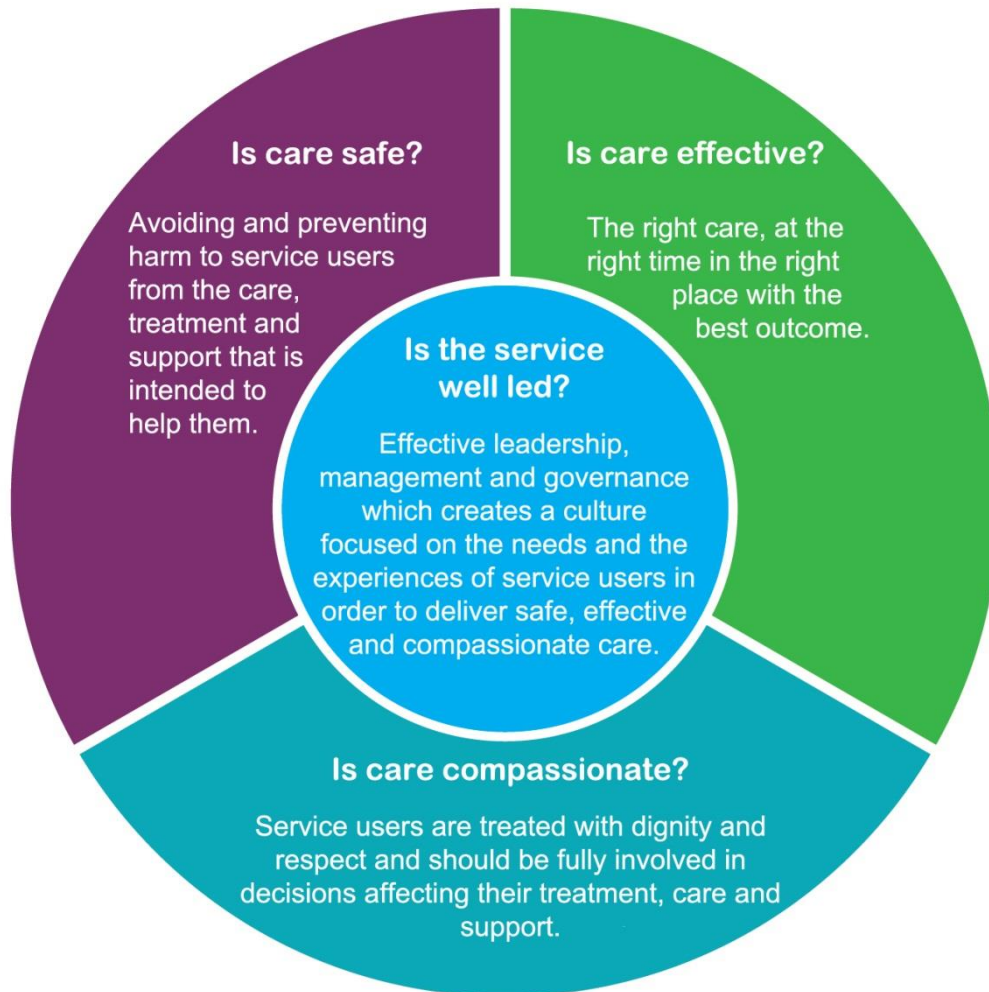 Is care safe?
Avoiding and preventing
harm to service users
from the care,
treatment and
support that is
intended to
help them.
Is care effective?
The right care, at the
right time in the right
place with the
best outcome.
Is the service
well led?
Effective leadership,
management and governance
which creates a culture
focused on the needs and the
experiences of service users in
order to deliver safe, effective
and compassionate care.
Is care compassionate?
Service users are treated with dignity and
respect and should be fully involved in
decisions affecting their treatment, care and
support.